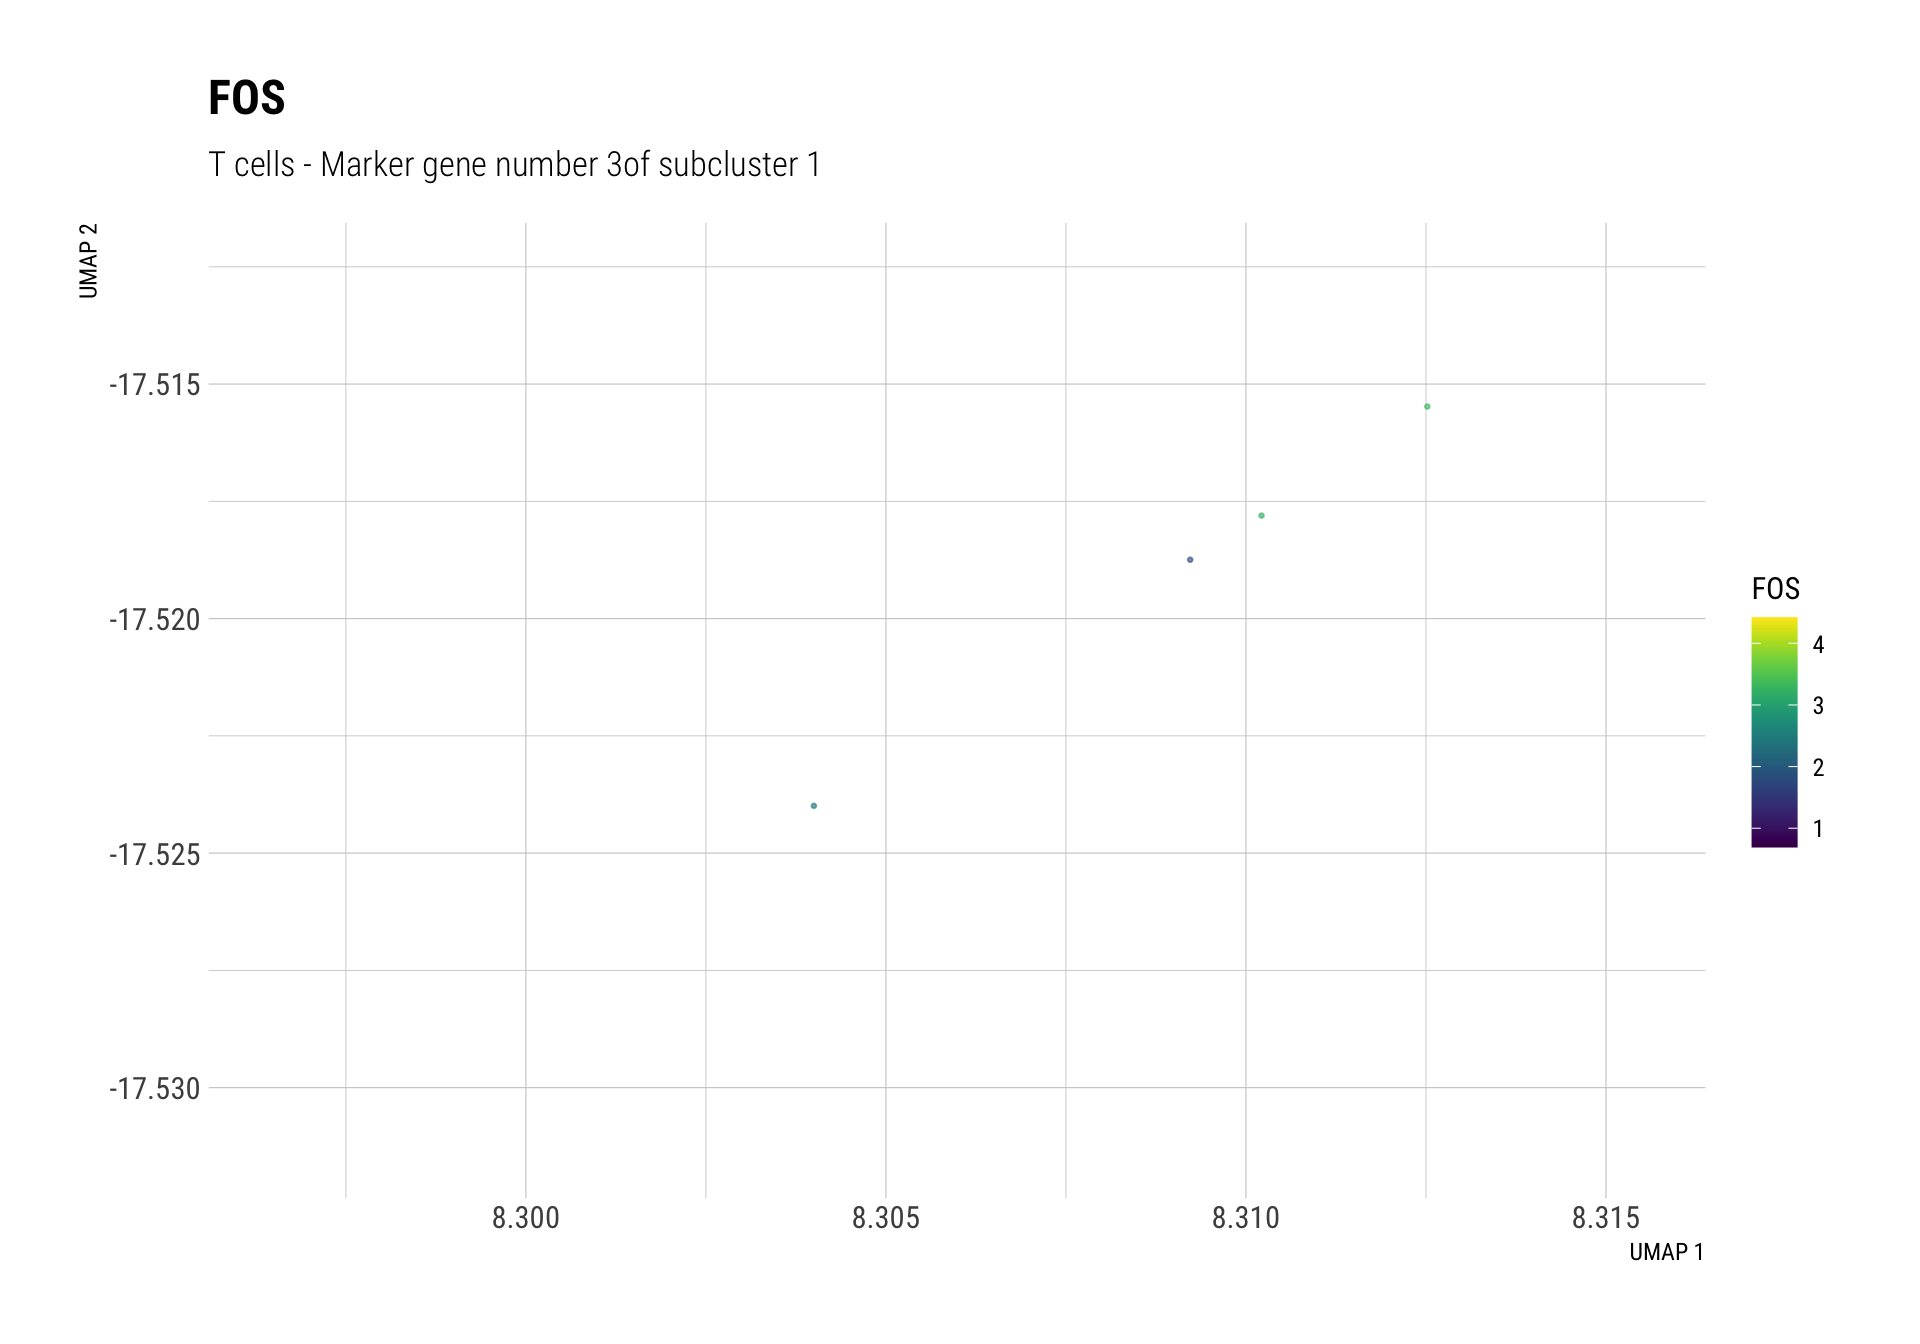 FOS
T cells - Marker gene number 3of subcluster 1
UMAP 2
-17.515
-17.520
-17.525
-17.530
8.300 8.305 8.310 8.315
UMAP 1
FOS
4
3
2
1